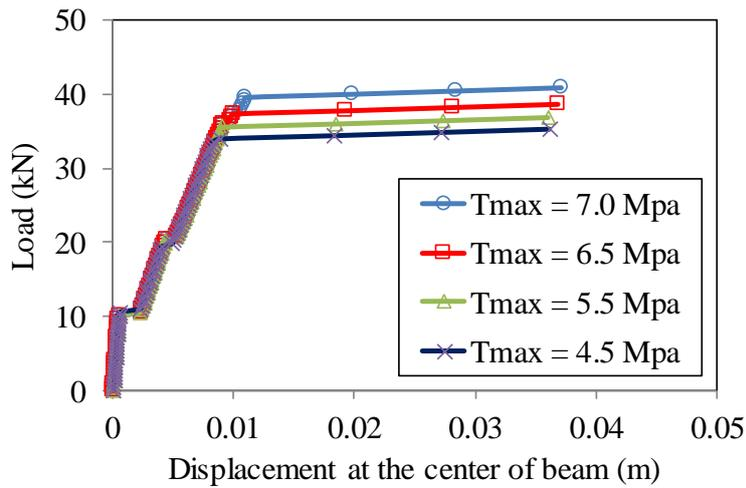 50
40
30
20
10
0
Load (kN)
Tmax = 7.0 Mpa
Tmax = 6.5 Mpa
Tmax = 5.5 Mpa
Tmax = 4.5 Mpa
0 0.01 0.02 0.03 0.04 0.05
Displacement at the center of beam (m)